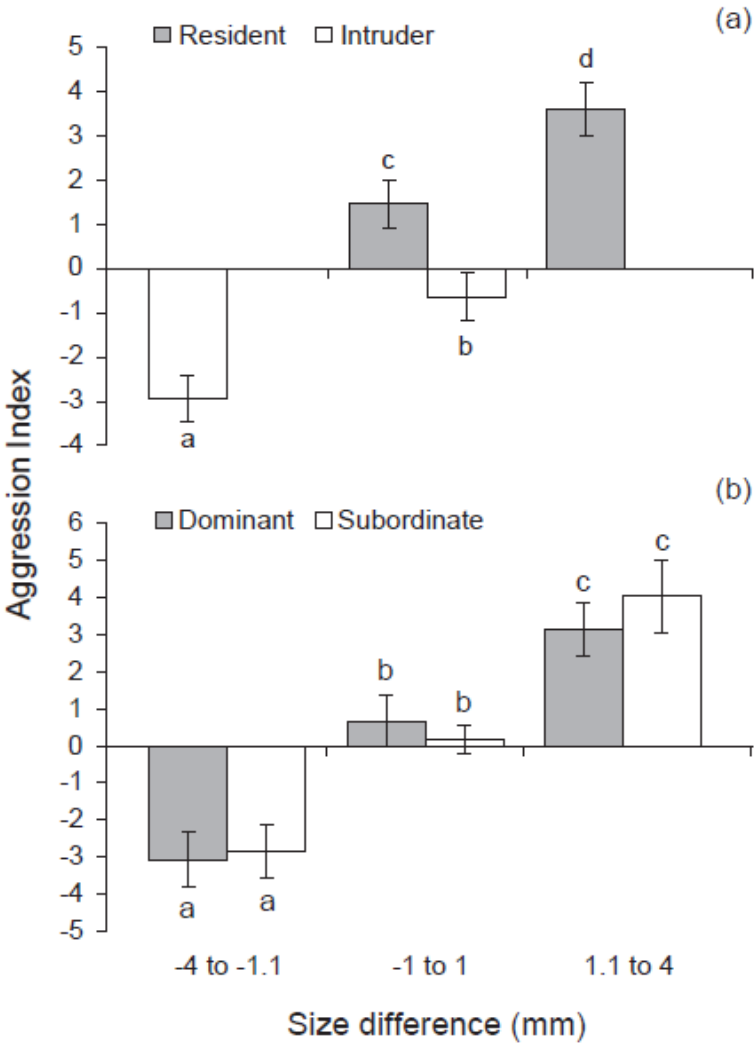 (a)
Resident Intruder
5
4
3
2
1
0
-1
-2
-3
-4
a
c
b
d
Aggression Index
(b)
Dominant Subordinate
6
5
4
3
2
1
0
-1
-2
-3
-4
-5
a a
b b
c c
-4 to -1.1 -1 to 1 1.1 to 4
Size difference (mm)